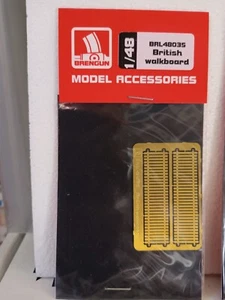 BRENGUN
1/48
BRL48035
British
walkboard
MODEL ACCESSORIES